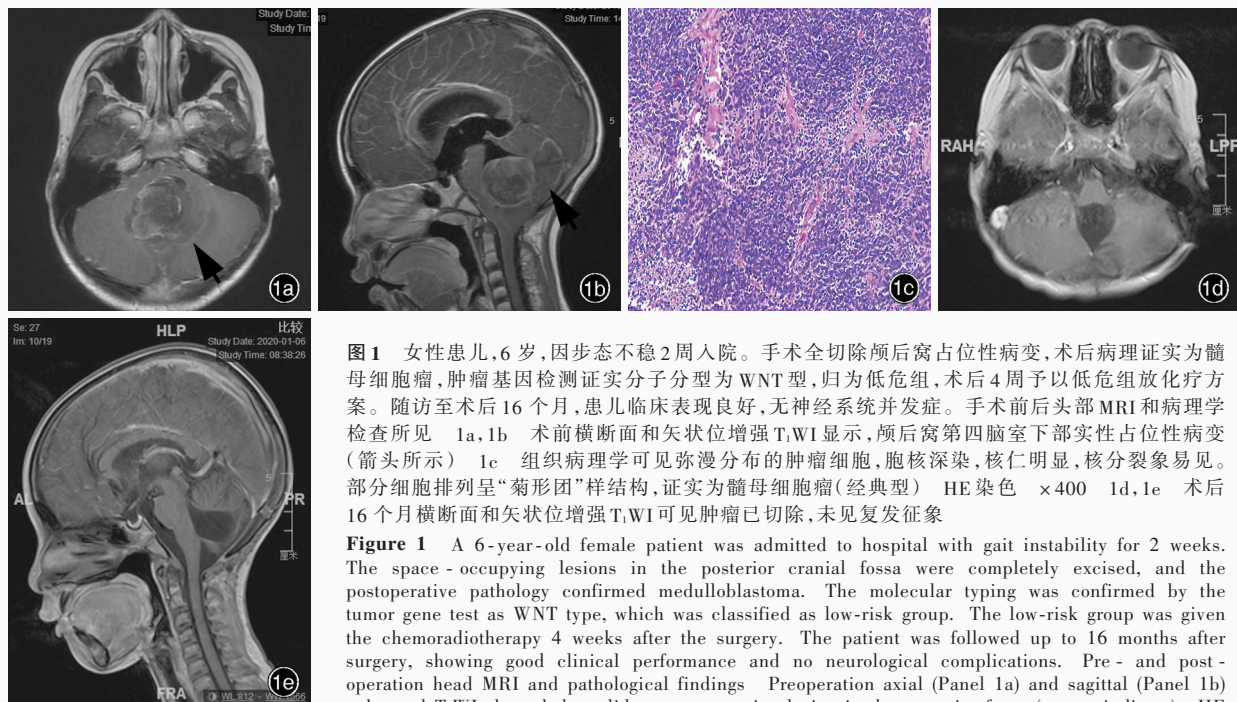 Study Date:
Study Tim
1a
19
Study Time: 14
5
1b
1c
RAH
5
LPF
厘米
1d
Se: 27
Im: 10/19
HLP
比较
Study Date: 2020-01-06
Study Time: 08:38:26
AL
5
PR
厘米
FRA
1e
图1 女性患儿,6 岁,因步态不稳2周入院。手术全切除颅后窝占位性病变,术后病理证实为髓
母细胞瘤,肿瘤基因检测证实分子分型为 WNT 型,归为低危组,术后4周予以低危组放化疗方
案。随访至术后16 个月,患儿临床表现良好,无神经系统并发症。手术前后头部 MRI 和病理学
检查所见 1a,1b 术前横断面和矢状位增强T₁WI显示,颅后窝第四脑室下部实性占位性病变
(箭头所示) 1c 组织病理学可见弥漫分布的肿瘤细胞,胞核深染,核仁明显,核分裂象易见。
部分细胞排列呈“菊形团”样结构,证实为髓母细胞瘤(经典型) HE染色 ×400 1d,1e 术后
16个月横断面和矢状位增强T₁WI可见肿瘤已切除,未见复发征象
Figure 1 A 6-year-old female patient was admitted to hospital with gait instability for 2 weeks.
The space-occupying lesions in the posterior cranial fossa were completely excised, and the
postoperative pathology confirmed medulloblastoma. The molecular typing was confirmed by the
tumor gene test as WNT type, which was classified as low-risk group. The low-risk group was given
the chemoradiotherapy 4 weeks after the surgery. The patient was followed up to 16 months after
surgery, showing good clinical performance and no neurological complications. Pre- and post-
operation head MRI and pathological findings Preoperation axial (Panel 1a) and sagittal (Panel 1b)